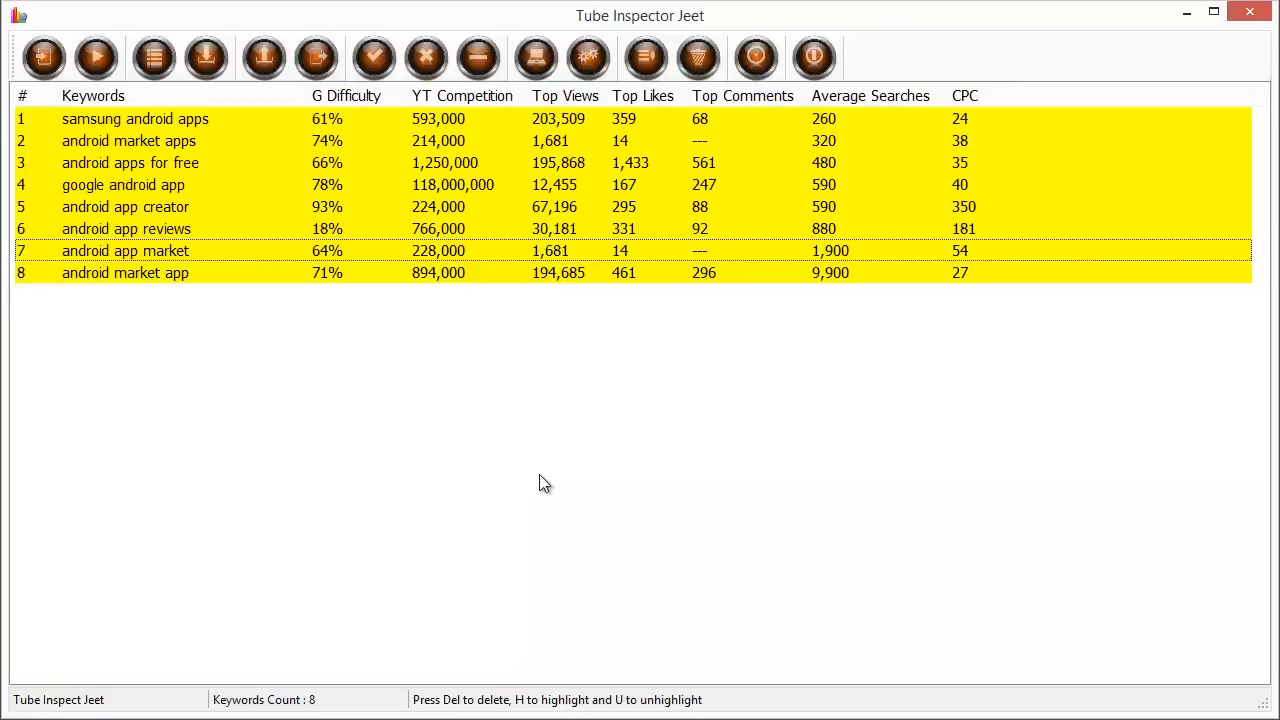 Tube Inspector Jeet
# Keywords G Difficulty YT Competition Top Views Top Likes Top Comments Average Searches CPC
1 samsung android apps 61% 593,000 203,509 359 68 260 24
2 android market apps 74% 214,000 1,681 14 --- 320 38
3 android apps for free 66% 1,250,000 195,868 1,433 561 480 35
4 google android app 78% 118,000,000 12,455 167 247 590 40
5 android app creator 93% 224,000 67,196 295 88 590 350
6 android app reviews 18% 766,000 30,181 331 92 880 181
7 android app market 64% 228,000 1,681 14 --- 1,900 54
8 android market app 71% 894,000 194,685 461 296 9,900 27
Tube Inspect Jeet Keywords Count : 8 Press Del to delete, H to highlight and U to unhighlight